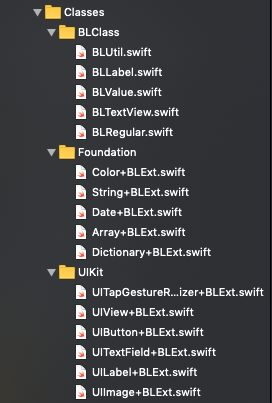 Classes
BLClass
BLUtil.swift
BLLabel.swift
BLValue.swift
BLTextView.swift
BLRegular.swift
Foundation
Color+BLExt.swift
String+BLExt.swift
Date+BLExt.swift
Array+BLExt.swift
Dictionary+BLExt.swift
UIKit
UITapGestureR...izer+BLExt.swift
UIView+BLExt.swift
UIButton+BLExt.swift
UITextField+BLExt.swift
UILabel+BLExt.swift
UIImage+BLExt.swift